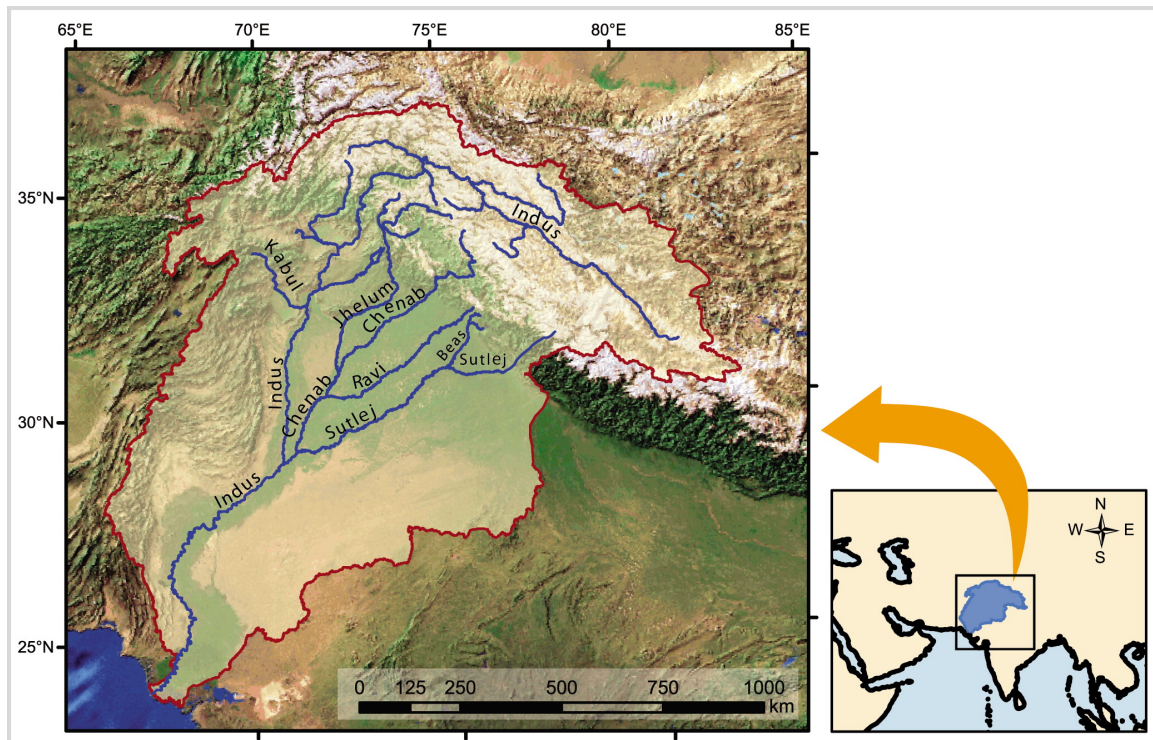 65°E 70°E 75°E 80°E 85°E
35°N
30°N
25°N
Indus
Kabul
Jhelum
Chenab
Beas
Sutlej
Ravi
Indus
Chenab
Sutlej
Indus
0 125 250 500 750 1000
km
N
W E
S